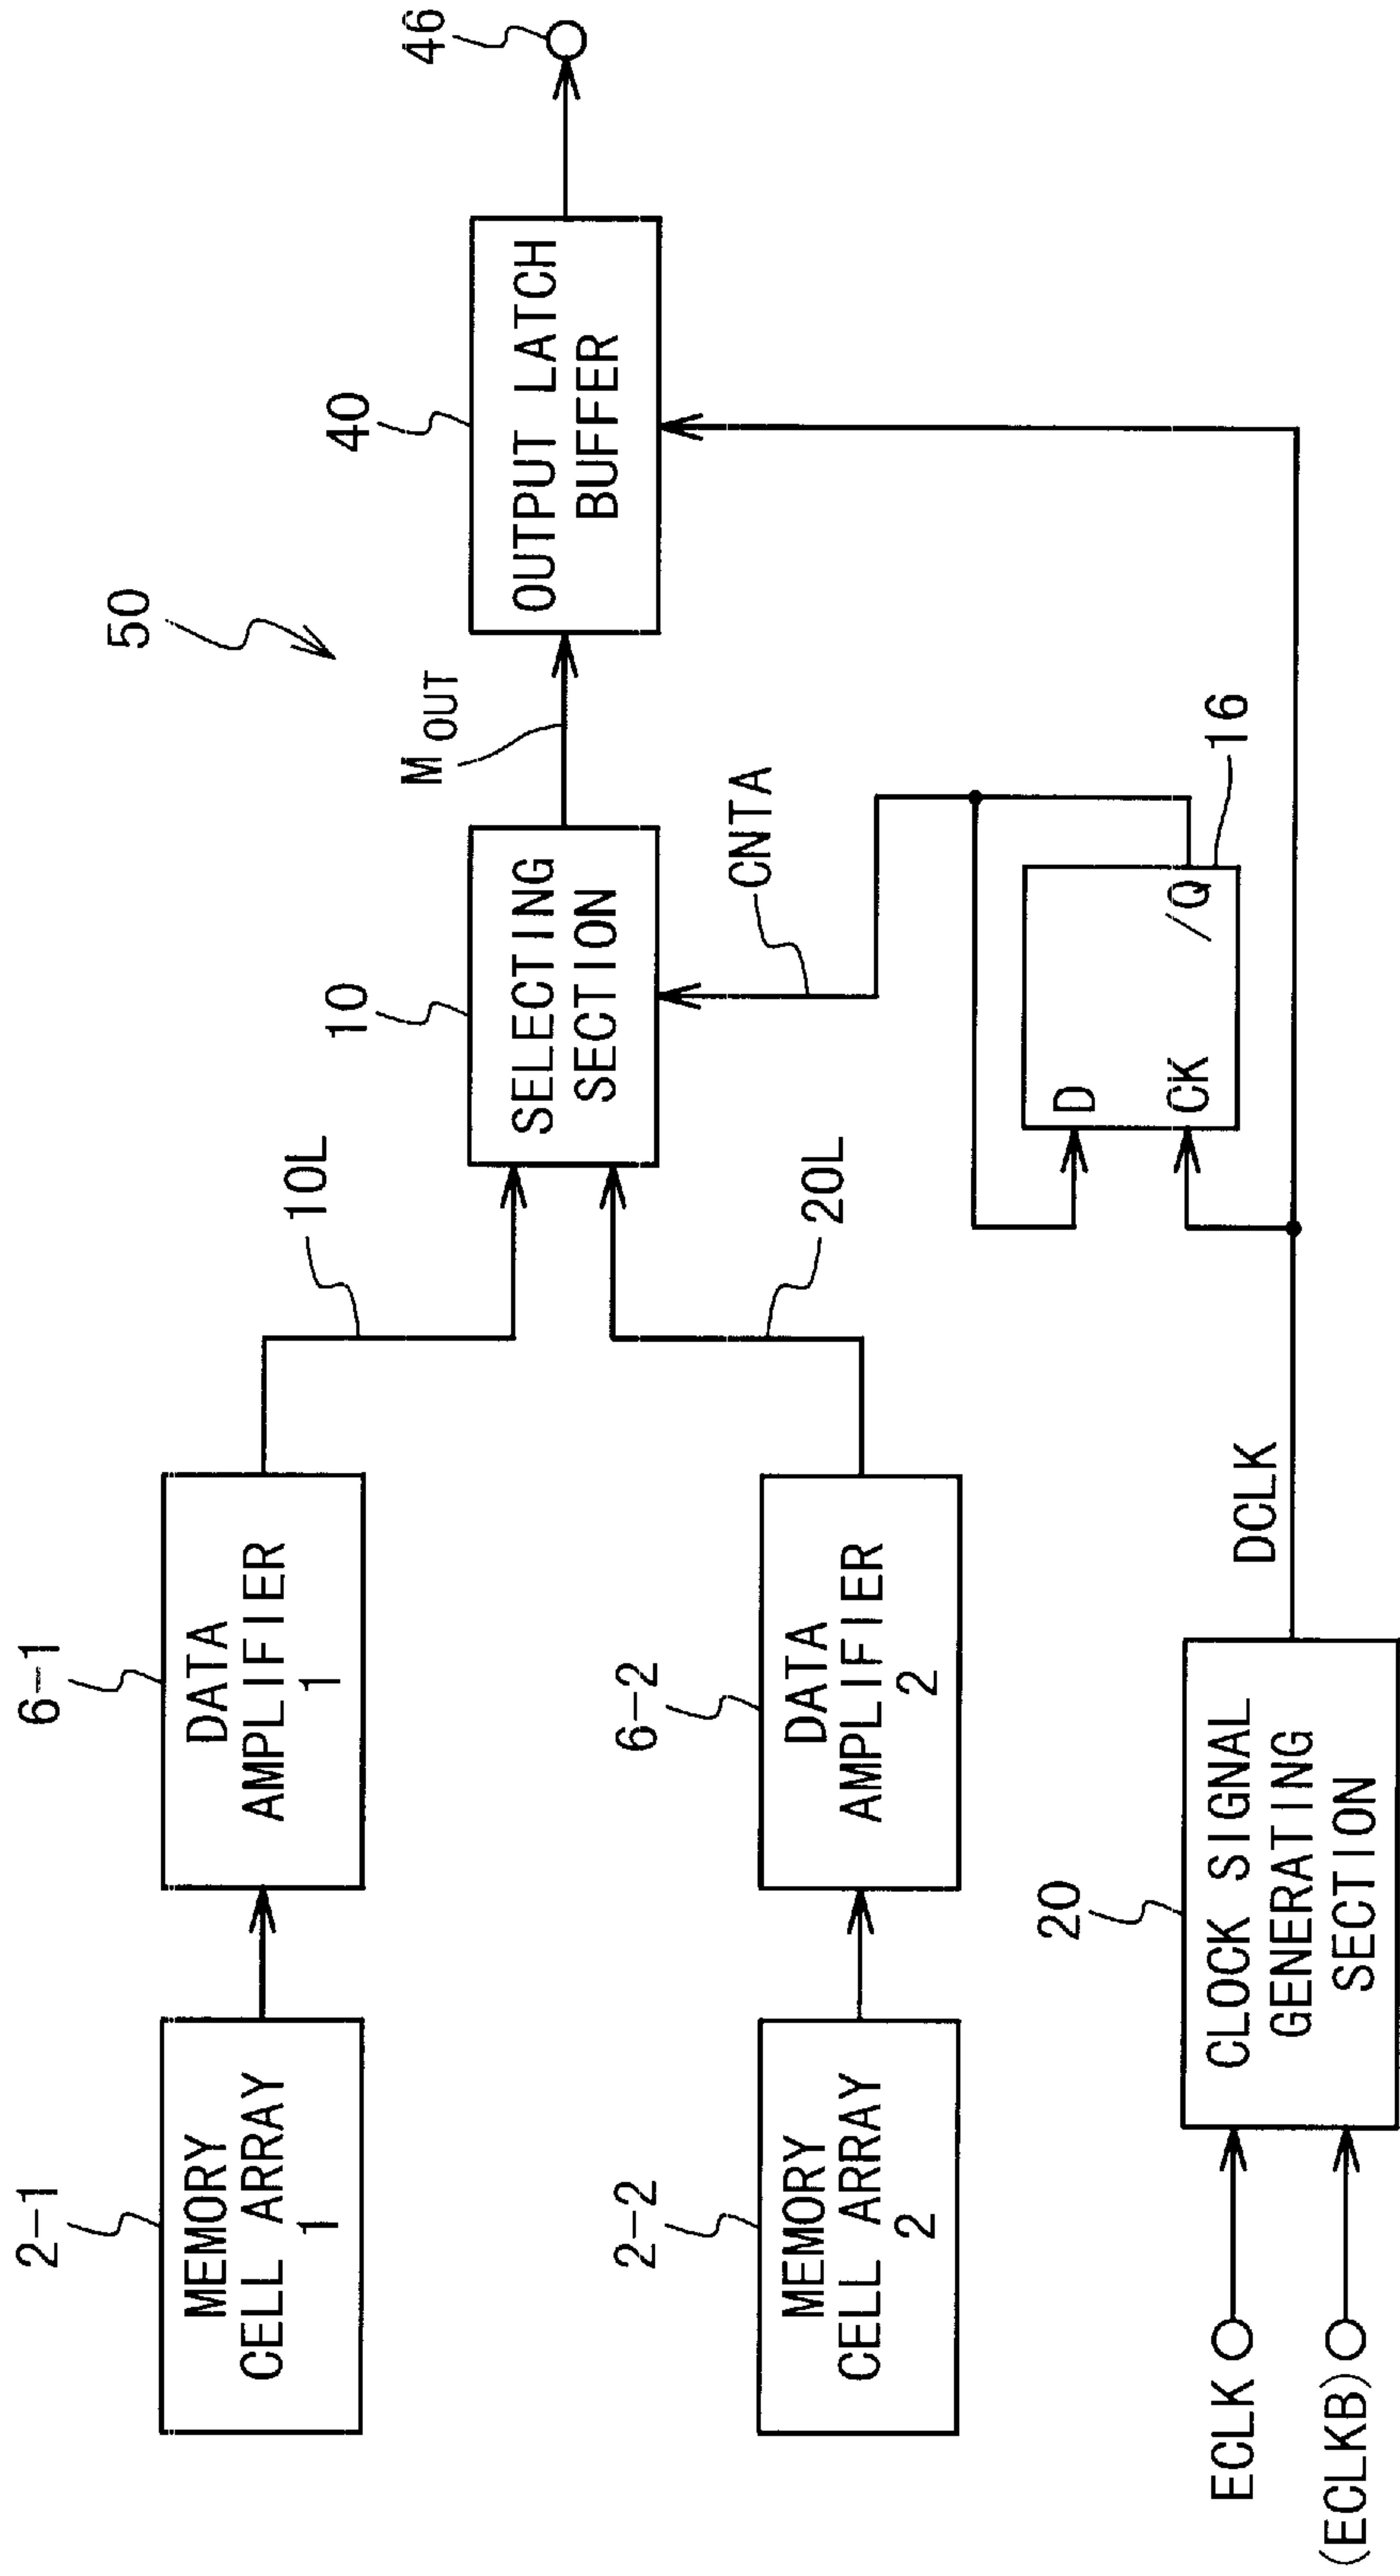 50
2-1
MEMORY
CELL ARRAY
1
6-1
DATA
AMPLIFIER
1
10L
10
SELECTING
SECTION
MOUT
40
OUTPUT LATCH
BUFFER
46
2-2
MEMORY
CELL ARRAY
2
6-2
DATA
AMPLIFIER
2
20L
CNTA
D
CK
/Q
16
20
CLOCK SIGNAL
GENERATING
SECTION
DCLK
ECLK
(ECLKB)